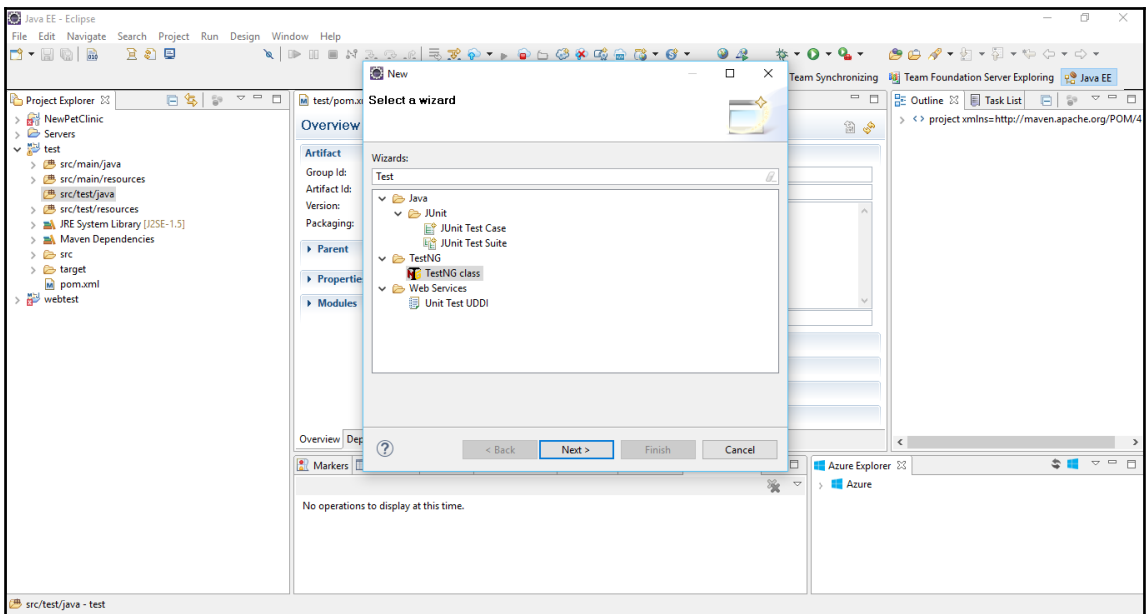 Java EE - Eclipse
File Edit Navigate Search Project Run Design Window Help
Team Synchronizing Team Foundation Server Exploring Java EE
Project Explorer
NewPetClinic
Servers
test
src/main/java
src/main/resources
src/test/java
src/test/resources
JRE System Library [J2SE-1.5]
Maven Dependencies
src
target
pom.xml
webtest
test/pom.x
Overview
Artifact
Group Id:
Artifact Id:
Version:
Packaging:
Parent
Propertie
Modules
Overview Dep
New
Select a wizard
Wizards:
Test
Java
JUnit
JUnit Test Case
JUnit Test Suite
TestNG
TestNG class
Web Services
Unit Test UDDI
< Back Next > Finish Cancel
Outline Task List
project xmlns=http://maven.apache.org/POM/4
Markers
No operations to display at this time.
Azure Explorer
Azure
src/test/java - test